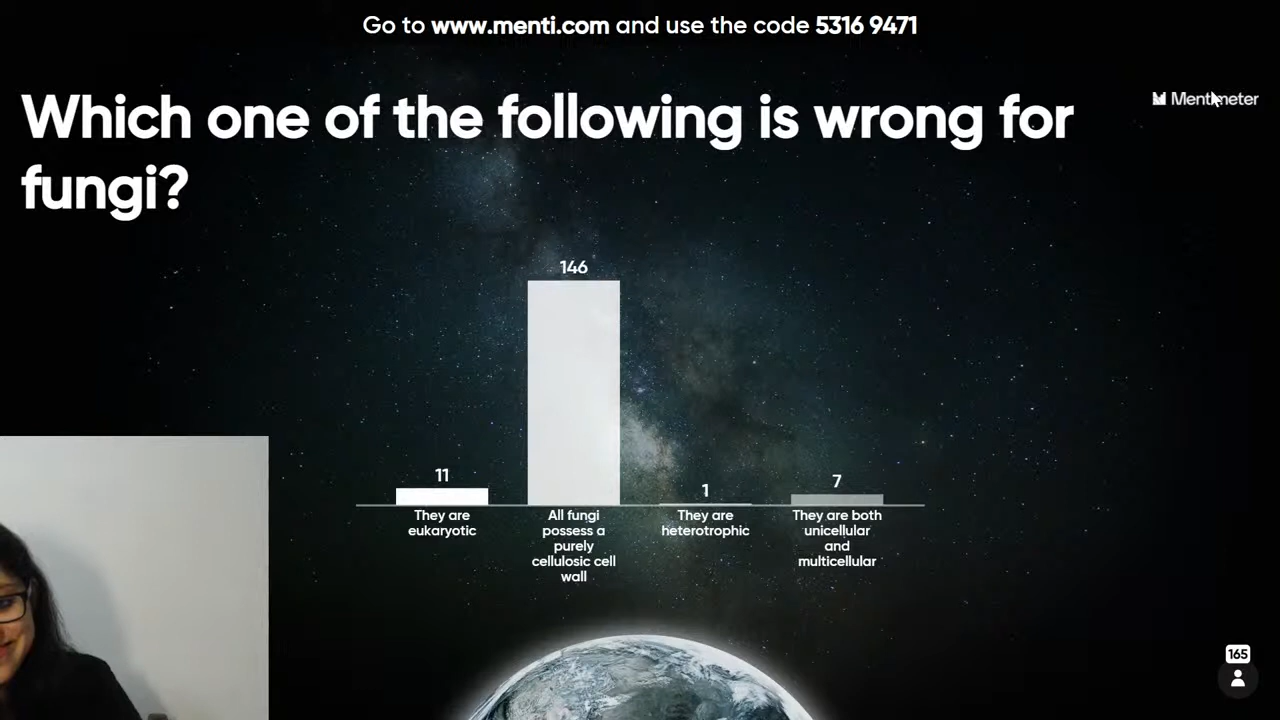 Go to www.menti.com and use the code 5316 9471
Mentimeter
Which one of the following is wrong for
fungi?
146
11
1
7
They are
eukaryotic
All fungi
possess a
purely
cellulosic cell
wall
They are
heterotrophic
They are both
unicellular
and
multicellular
165